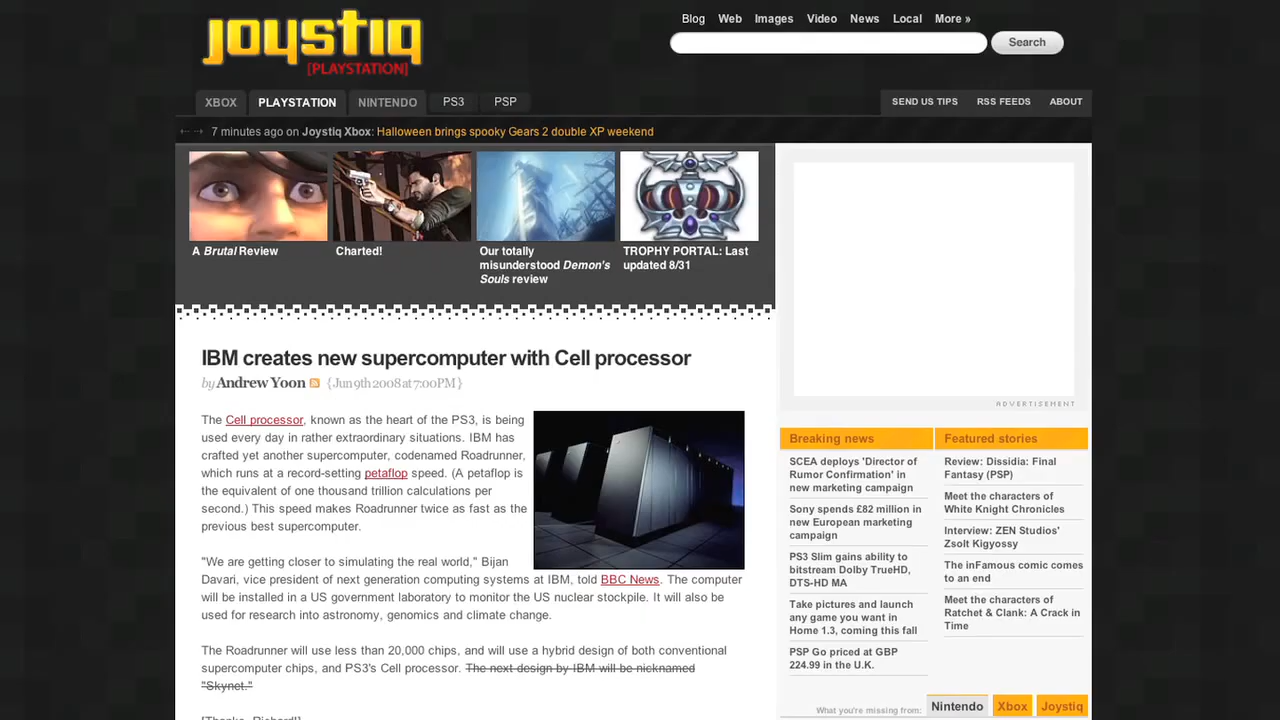 joystiq
[PLAYSTATION]
Blog Web Images Video News Local More »
Search
XBOX PLAYSTATION NINTENDO PS3 PSP
SEND US TIPS RSS FEEDS ABOUT
7 minutes ago on Joystiq Xbox: Halloween brings spooky Gears 2 double XP weekend
A Brutal Review
Charted!
Our totally
misunderstood Demon's
Souls review
TROPHY PORTAL: Last
updated 8/31
ADVERTISEMENT
IBM creates new supercomputer with Cell processor
by Andrew Yoon { Jun 9th 2008 at 7:00PM }
The Cell processor, known as the heart of the PS3, is being
used every day in rather extraordinary situations. IBM has
crafted yet another supercomputer, codenamed Roadrunner,
which runs at a record-setting petaflop speed. (A petaflop is
the equivalent of one thousand trillion calculations per
second.) This speed makes Roadrunner twice as fast as the
previous best supercomputer.
"We are getting closer to simulating the real world," Bijan
Davari, vice president of next generation computing systems at IBM, told BBC News. The computer
will be installed in a US government laboratory to monitor the US nuclear stockpile. It will also be
used for research into astronomy, genomics and climate change.
The Roadrunner will use less than 20,000 chips, and will use a hybrid design of both conventional
supercomputer chips, and PS3's Cell processor. The next design by IBM will be nicknamed
"Skynet."
[Thanks, Richard!]
Breaking news
SCEA deploys 'Director of
Rumor Confirmation' in
new marketing campaign
Sony spends £82 million in
new European marketing
campaign
PS3 Slim gains ability to
bitstream Dolby TrueHD,
DTS-HD MA
Take pictures and launch
any game you want in
Home 1.3, coming this fall
PSP Go priced at GBP
224.99 in the U.K.
Featured stories
Review: Dissidia: Final
Fantasy (PSP)
Meet the characters of
White Knight Chronicles
Interview: ZEN Studios'
Zsolt Kigyossy
The inFamous comic comes
to an end
Meet the characters of
Ratchet & Clank: A Crack in
Time
What you're missing from: Nintendo Xbox Joystiq